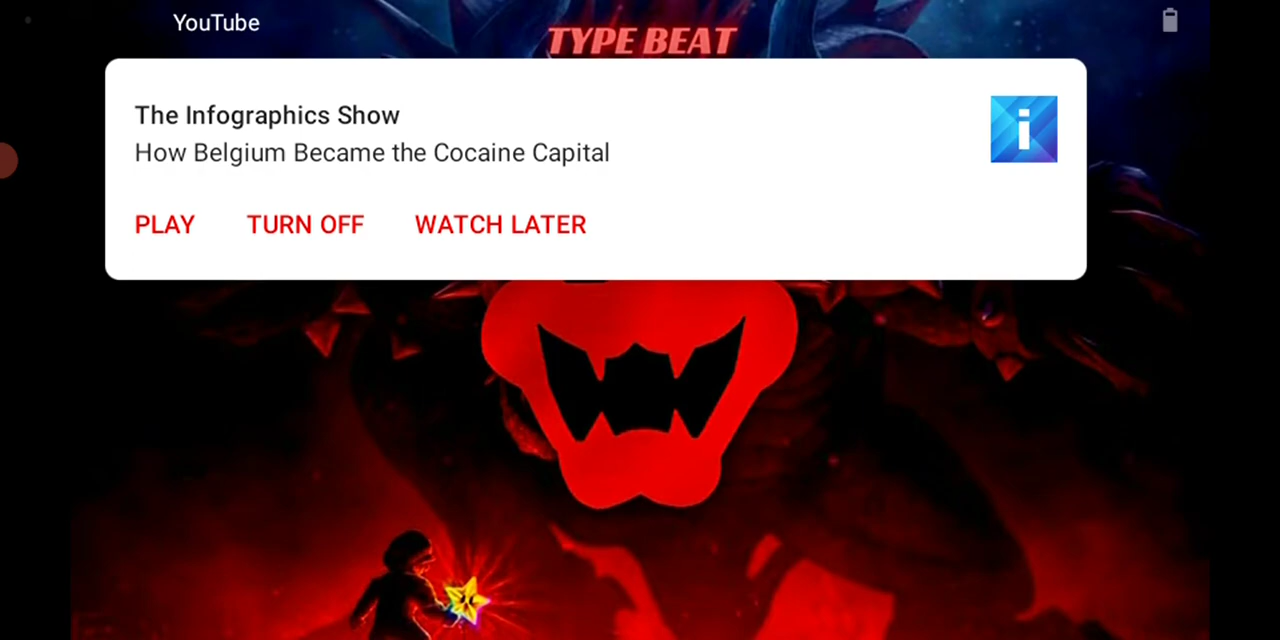 YouTube
TYPE BEAT
The Infographics Show
How Belgium Became the Cocaine Capital
i
PLAY TURN OFF WATCH LATER